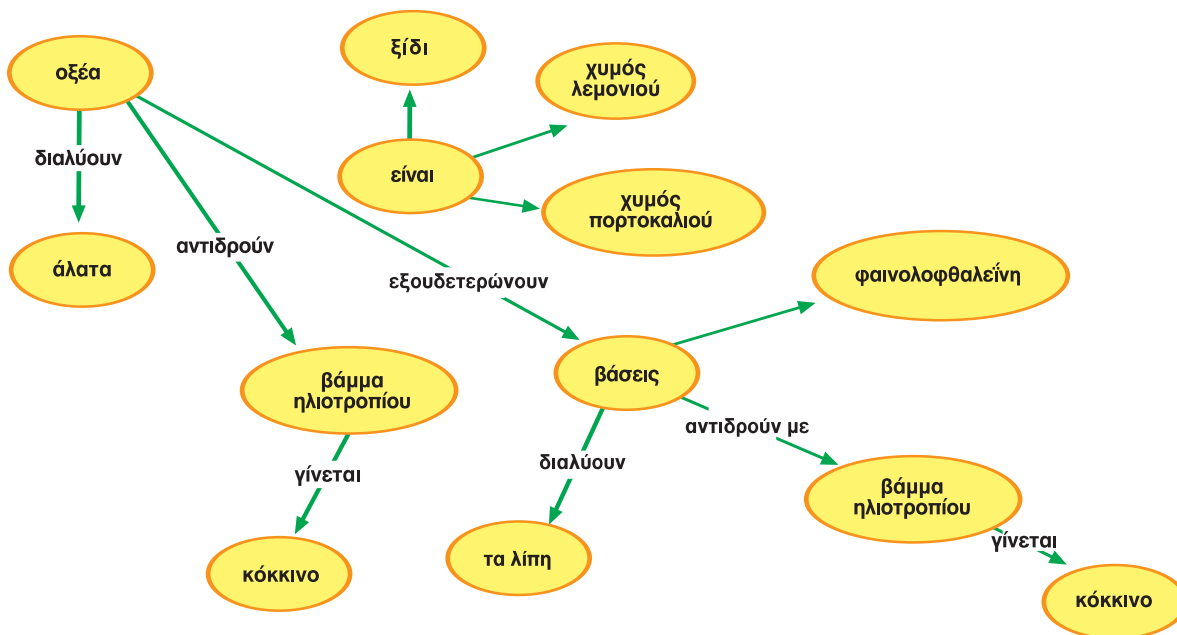 ξίδι
οξέα
χυμός
λεμονιού
διαλύουν
είναι
χυμός
πορτοκαλιού
αντιδρούν
άλατα
εξουδετερώνουν
φαινολοφθαλεΐνη
βάμμα
ηλιοτροπίου
βάσεις
αντιδρούν με
γίνεται
διαλύουν
βάμμα
ηλιοτροπίου
γίνεται
κόκκινο
τα λίπη
κόκκινο